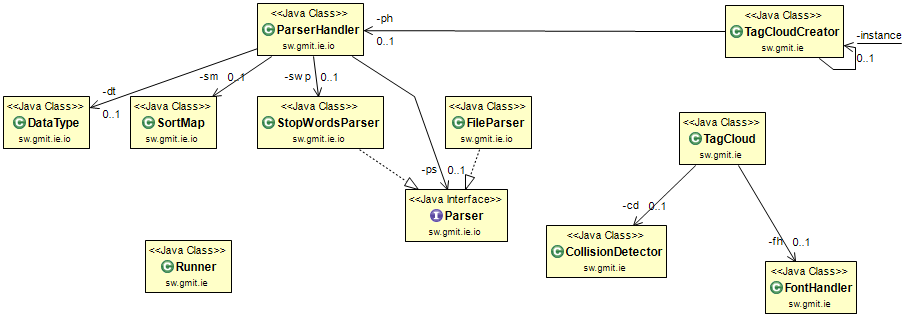 <<Java Class>>
ParserHandler
sw.gmit.ie.io
-ph
0..1
<<Java Class>>
TagCloudCreator
sw.gmit.ie
-instance
0..1
-dt
0..1
-sm
0..1
-swp
0..1
<<Java Class>>
DataType
sw.gmit.ie.io
<<Java Class>>
SortMap
sw.gmit.ie.io
<<Java Class>>
StopWordsParser
sw.gmit.ie.io
<<Java Class>>
FileParser
sw.gmit.ie.io
<<Java Class>>
TagCloud
sw.gmit.ie
-ps
0..1
<<Java Interface>>
Parser
sw.gmit.ie.io
-cd
0..1
-fh
0..1
<<Java Class>>
Runner
sw.gmit.ie
<<Java Class>>
CollisionDetector
sw.gmit.ie
<<Java Class>>
FontHandler
sw.gmit.ie